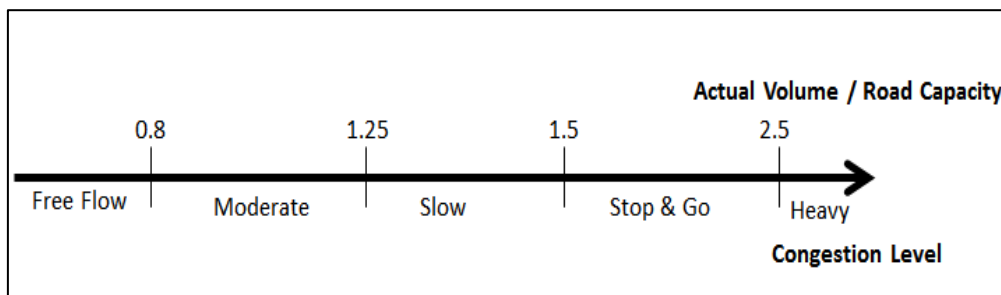 Actual Volume / Road Capacity
0.8 1.25 1.5 2.5
Free Flow Moderate Slow Stop & Go Heavy
Congestion Level